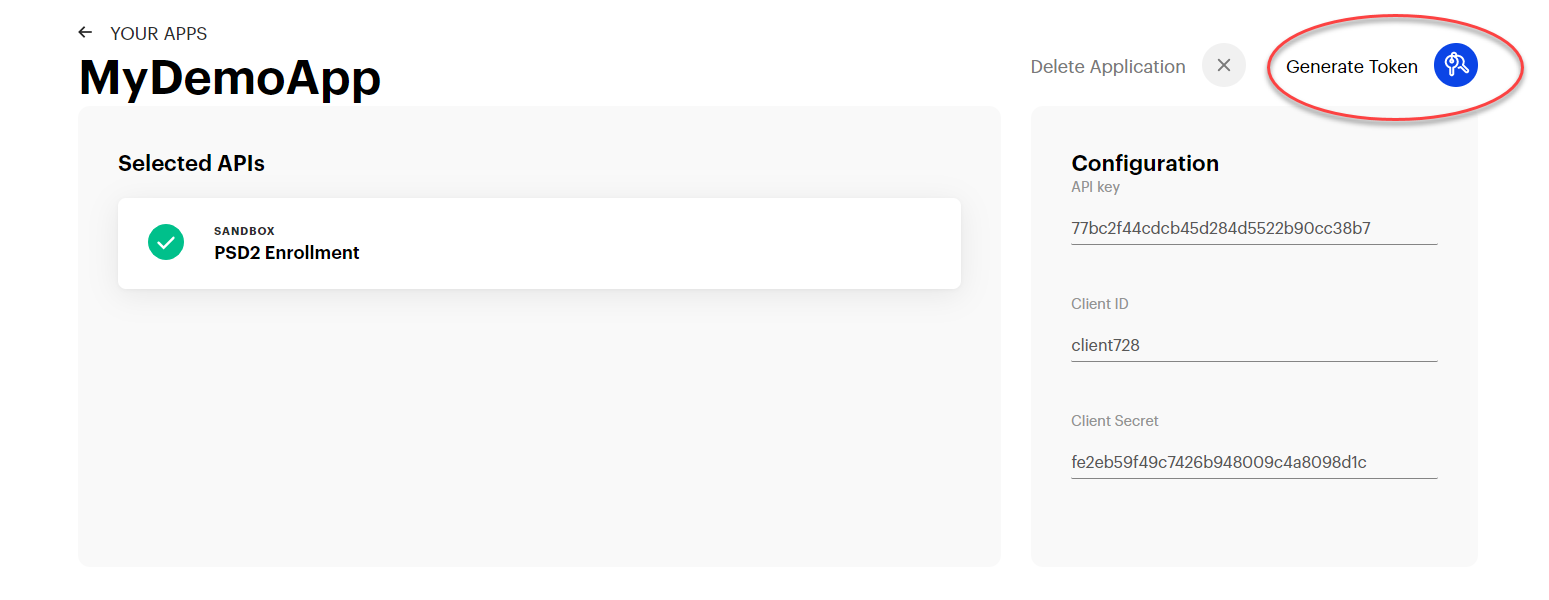 YOUR APPS
MyDemoApp
Delete Application
Generate Token
Selected APIs
SANDBOX
PSD2 Enrollment
Configuration
API key
77bc2f44cdcb45d284d5522b90cc38b7
Client ID
client728
Client Secret
fe2eb59f49c7426b948009c4a8098d1c